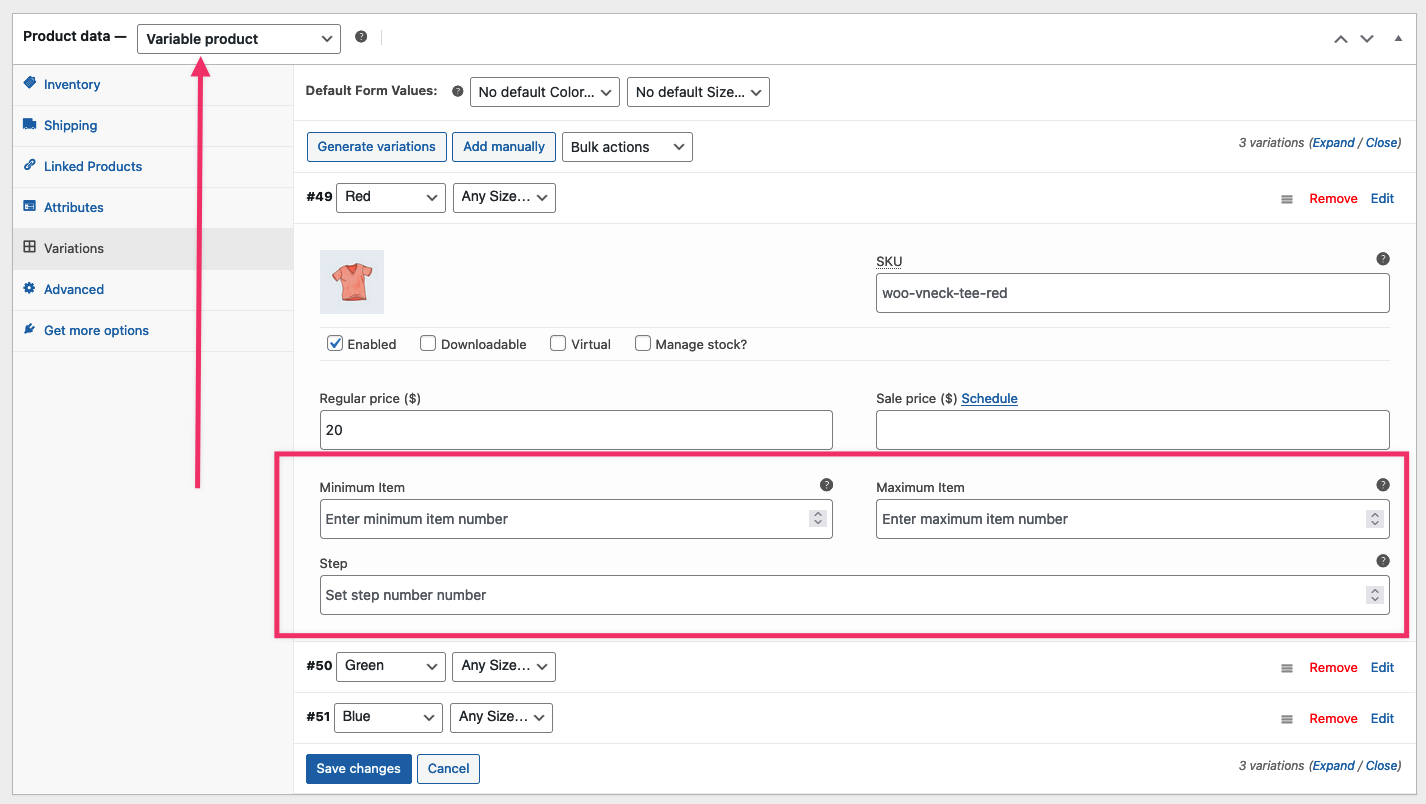 Product data — Variable product ?
Inventory
Shipping
Linked Products
Attributes
Variations
Advanced
Get more options
Default Form Values: ? No default Color... No default Size...
Generate variations Add manually Bulk actions 3 variations (Expand / Close)
#49 Red Any Size... Remove Edit
SKU ?
woo-vneck-tee-red
Enabled Downloadable Virtual Manage stock?
Regular price ($) Sale price ($) Schedule
20
Minimum Item ? Maximum Item ?
Enter minimum item number Enter maximum item number
Step ?
Set step number number
#50 Green Any Size... Remove Edit
#51 Blue Any Size... Remove Edit
Save changes Cancel 3 variations (Expand / Close)